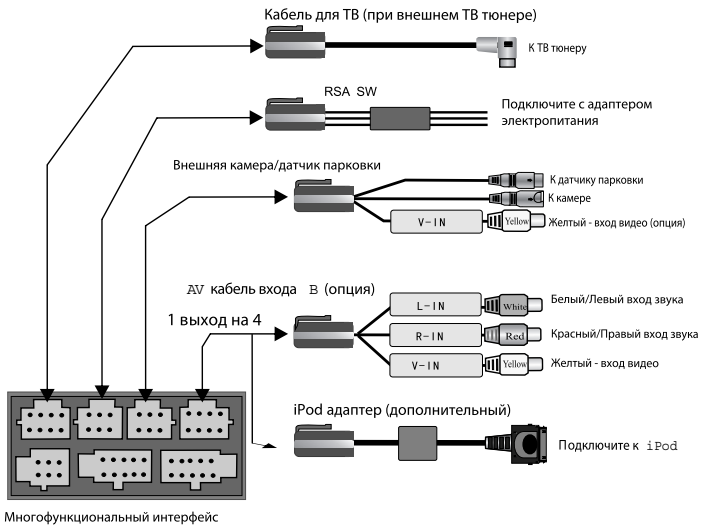 Кабель для ТВ (при внешнем ТВ тюнере)
К ТВ тюнеру
RSA SW
Подключите с адаптером
электропитания
Внешняя камера/датчик парковки
К датчику парковки
К камере
V-IN
Yellow
Желтый - вход видео (опция)
AV кабель входа B (опция)
1 выход на 4
L-IN
White
Белый/Левый вход звука
R-IN
Red
Красный/Правый вход звука
V-IN
Yellow
Желтый - вход видео
iPod адаптер (дополнительный)
Подключите к iPod
Многофункциональный интерфейс